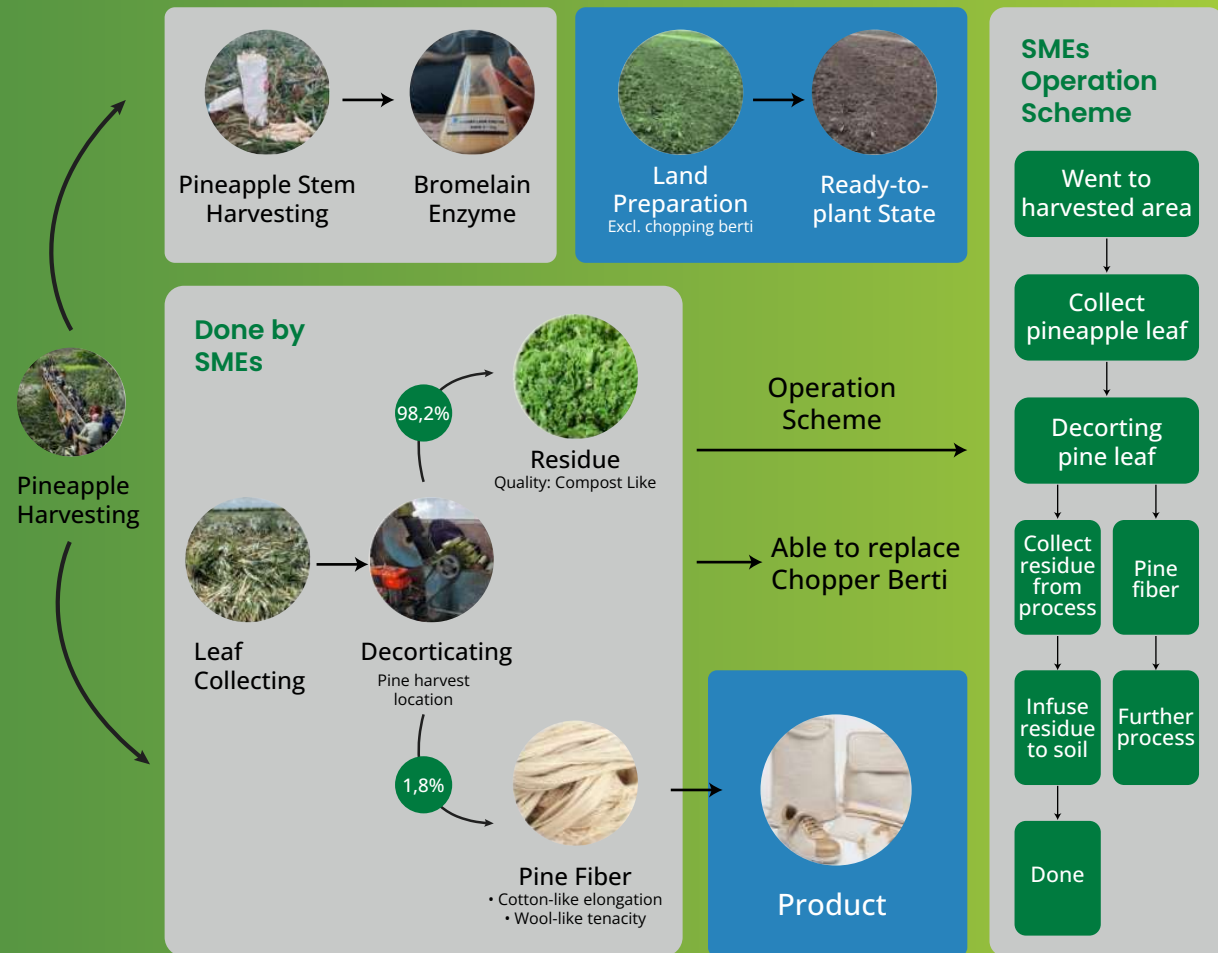 Pineapple
Harvesting
Pineapple Stem
Harvesting
Bromelain
Enzyme
Land
Preparation
Excl. chopping berti
Ready-to-
plant State
Done by
SMEs
98,2%
Residue
Quality: Compost Like
Leaf
Collecting
Decorticating
Pine harvest
location
1,8%
Pine Fiber
• Cotton-like elongation
• Wool-like tenacity
Operation
Scheme
Able to replace
Chopper Berti
Product
SMEs
Operation
Scheme
Went to
harvested area
Collect
pineapple leaf
Decorting
pine leaf
Collect
residue
from
process
Pine
fiber
Infuse
residue
to soil
Further
process
Done